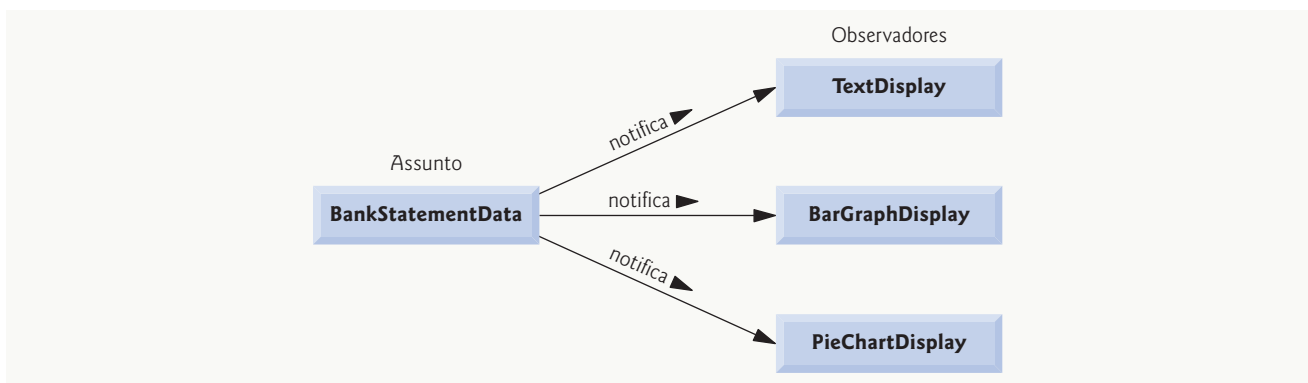 Observadores
TextDisplay
notifica
Assunto
BankStatementData
notifica
BarGraphDisplay
notifica
PieChartDisplay